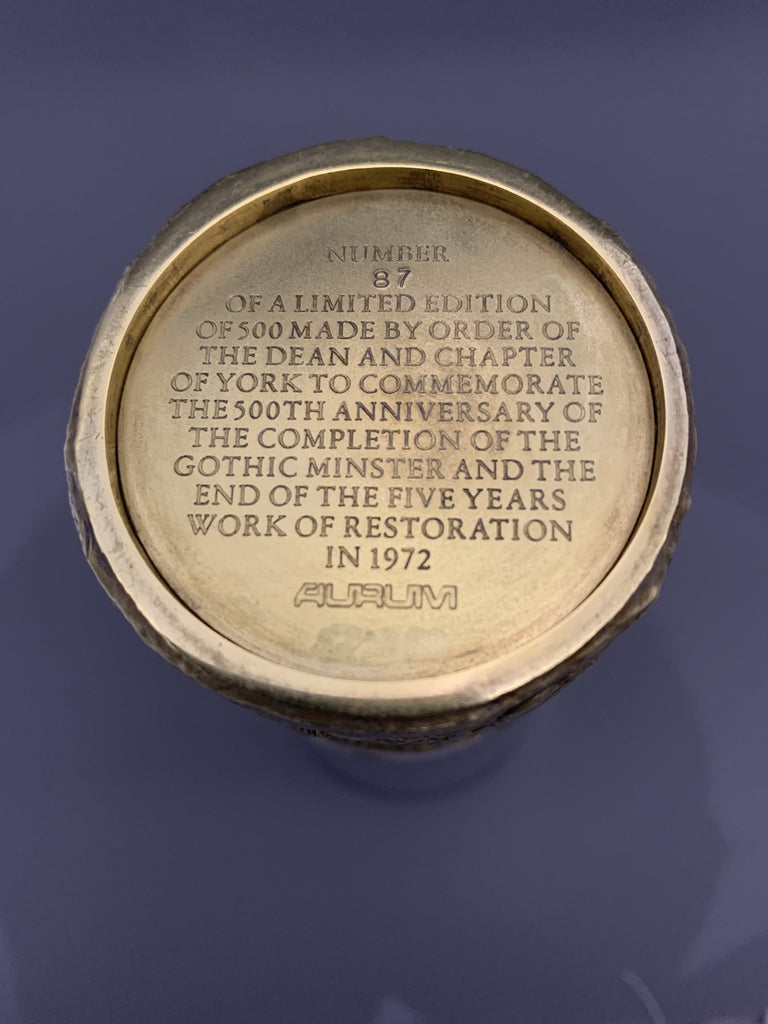 NUMBER
87
OF A LIMITED EDITION
OF 500 MADE BY ORDER OF
THE DEAN AND CHAPTER
OF YORK TO COMMEMORATE
THE 500TH ANNIVERSARY OF
THE COMPLETION OF THE
GOTHIC MINSTER AND THE
END OF THE FIVE YEARS
WORK OF RESTORATION
IN 1972
AURUM